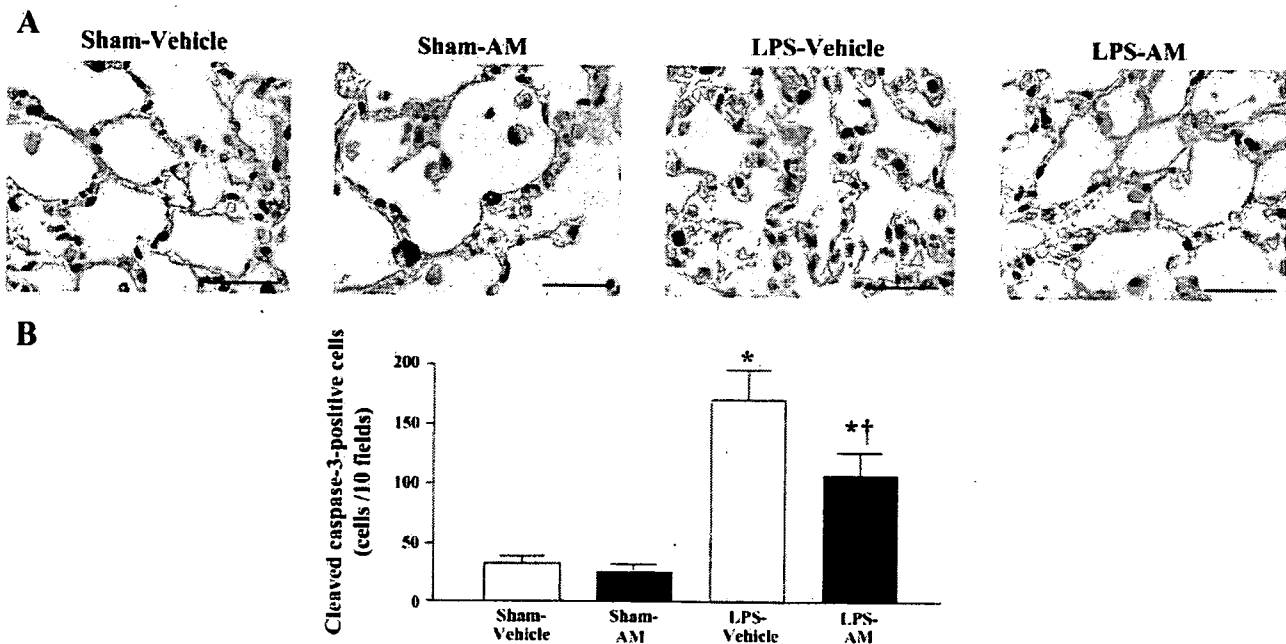 A
Sham-Vehicle
Sham-AM
LPS-Vehicle
LPS-AM
B
Cleaved caspase-3-positive cells
(cells /10 fields)
200
150
100
50
0
*
*†
Sham-
Vehicle
Sham-
AM
LPS-
Vehicle
LPS-
AM